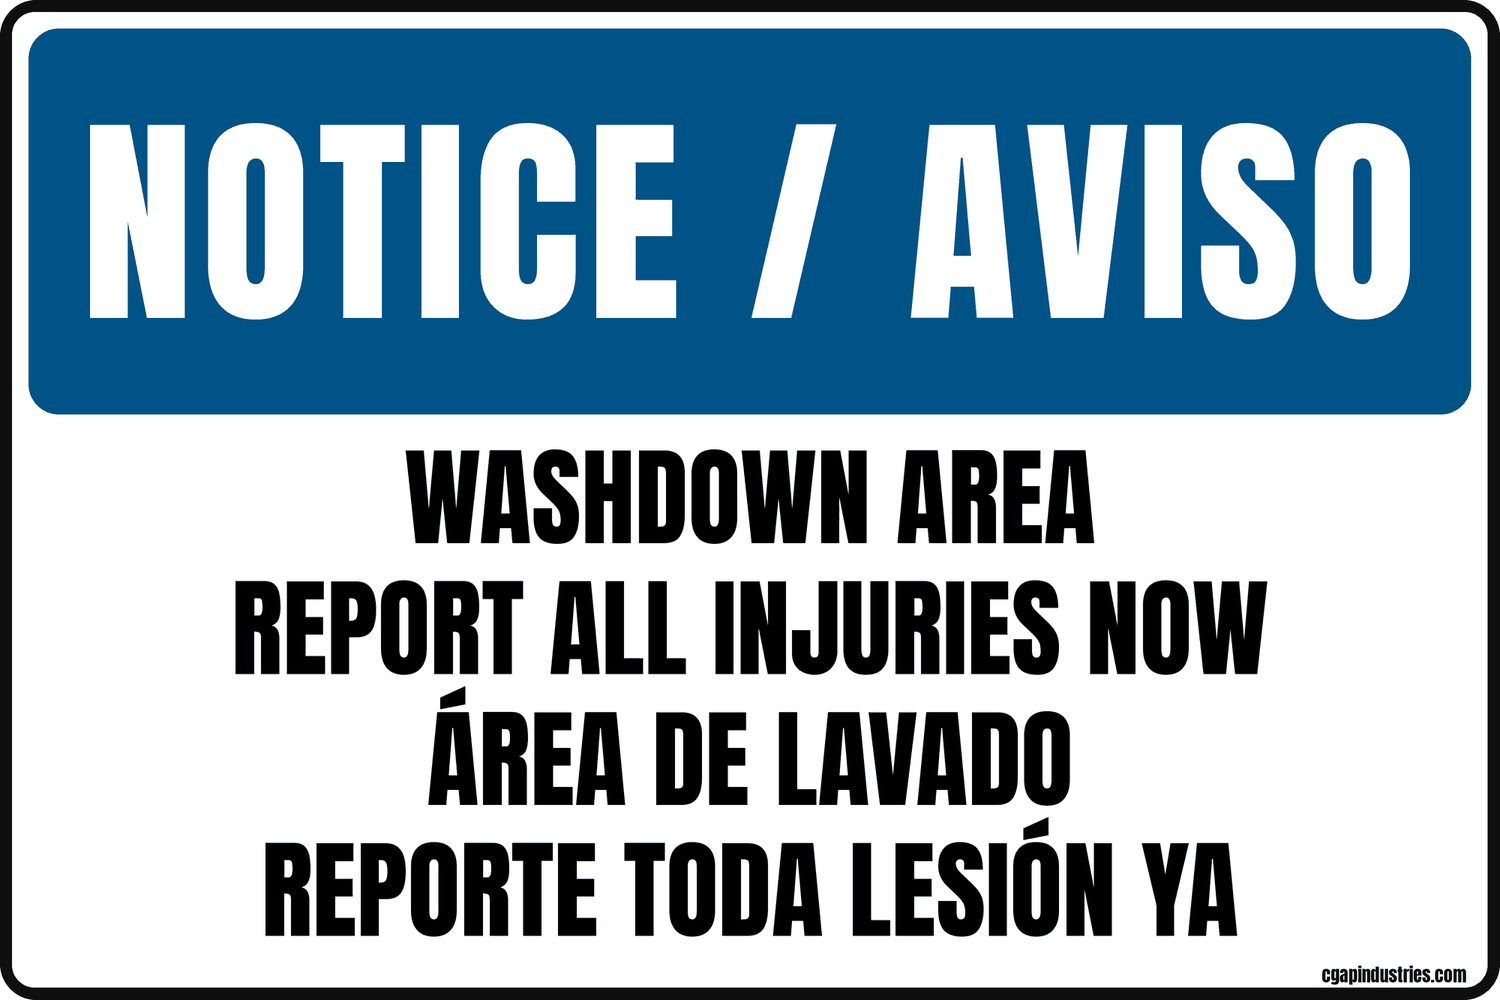 NOTICE / AVISO
WASHDOWN AREA
REPORT ALL INJURIES NOW
ÁREA DE LAVADO
REPORTE TODA LESIÓN YA
cgapindustries.com